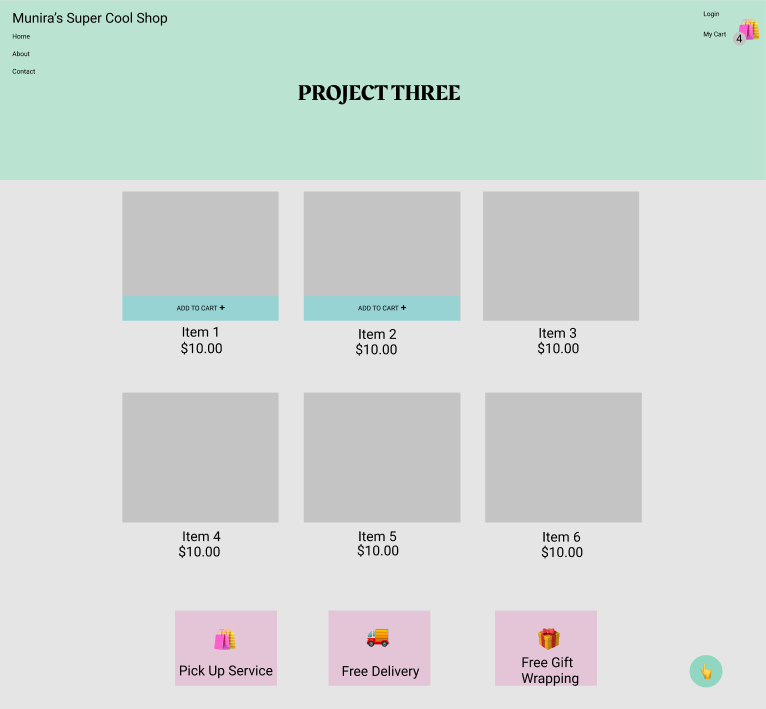 Munira's Super Cool Shop
Home
About
Contact
Login
My Cart
4
PROJECT THREE
ADD TO CART +
ADD TO CART +
Item 1
$10.00
Item 2
$10.00
Item 3
$10.00
Item 4
$10.00
Item 5
$10.00
Item 6
$10.00
Pick Up Service
Free Delivery
Free Gift
Wrapping